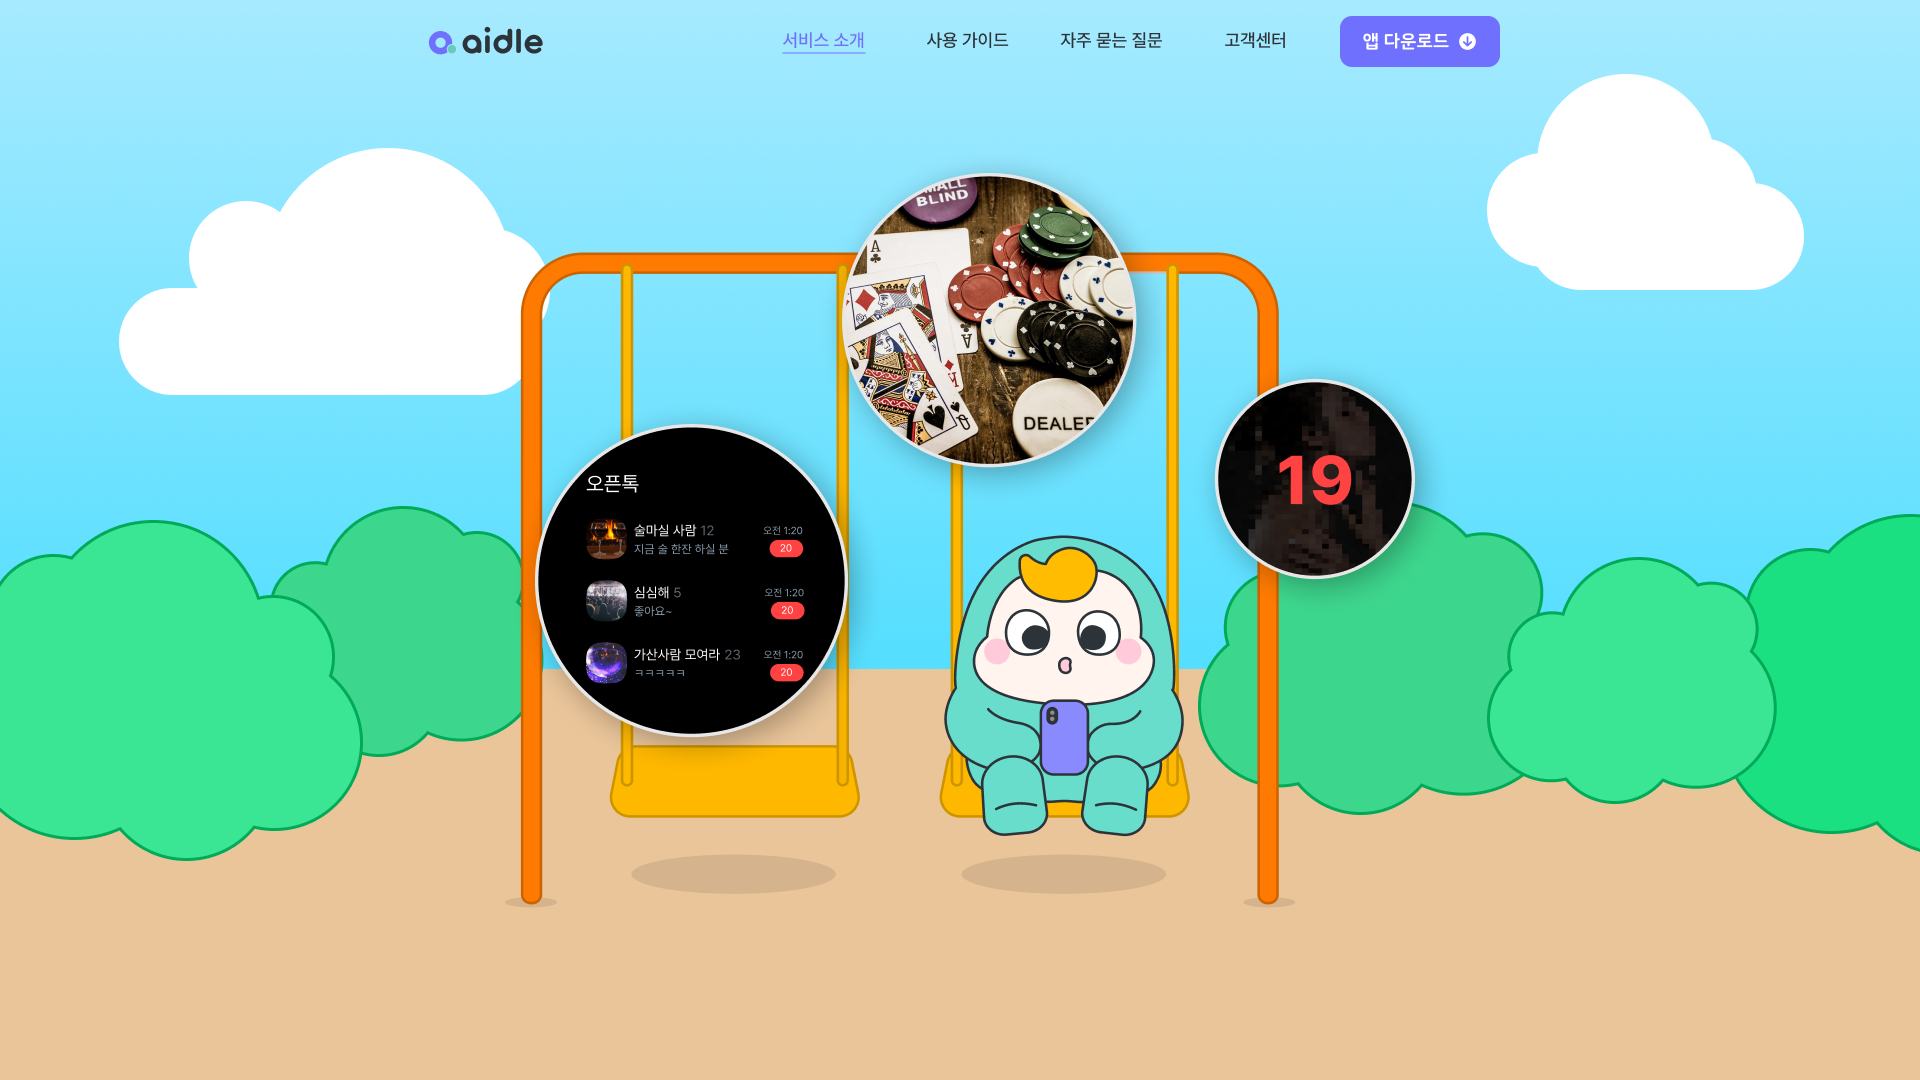 aidle
서비스 소개
사용 가이드
자주 묻는 질문
고객센터
앱 다운로드
SMALL
BLIND
A
A
K
Q
DEALER
19
오픈톡
술마실 사람 12
오전 1:20
지금 술 한잔 하실 분
20
심심해 5
오전 1:20
좋아요~
20
가산사람 모여라 23
오전 1:20
ㅋㅋㅋㅋㅋ
20